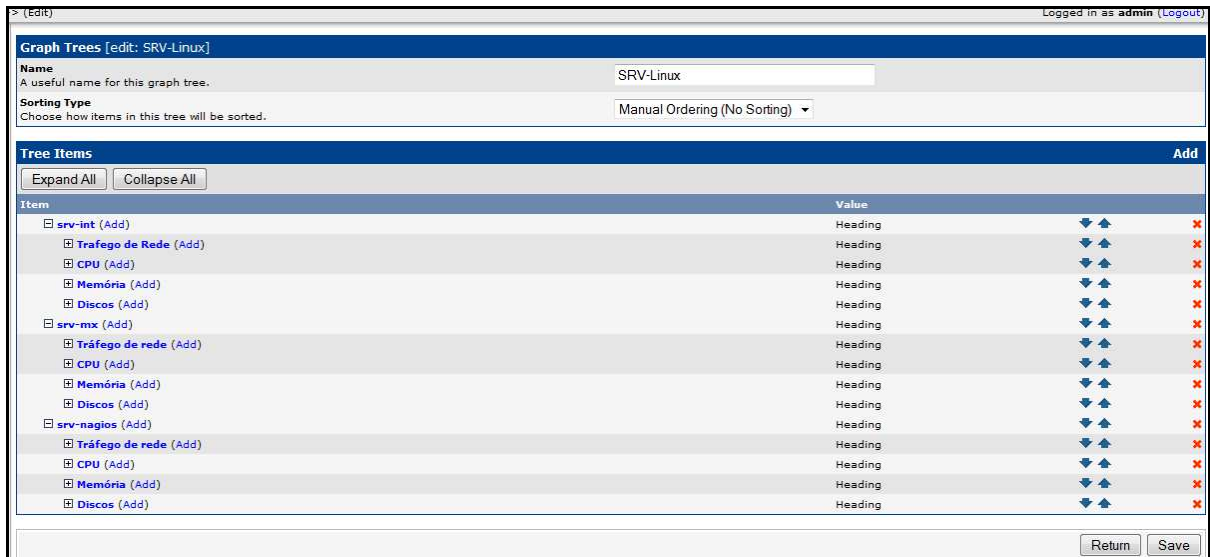 -> (Edit) Logged in as admin (Logout)
Graph Trees [edit: SRV-Linux]
Name
A useful name for this graph tree.
SRV-Linux
Sorting Type
Choose how items in this tree will be sorted.
Manual Ordering (No Sorting)
Tree Items Add
Expand All Collapse All
Item Value
srv-int (Add) Heading
Trafego de Rede (Add) Heading
CPU (Add) Heading
Memória (Add) Heading
Discos (Add) Heading
srv-mx (Add) Heading
Tráfego de rede (Add) Heading
CPU (Add) Heading
Memória (Add) Heading
Discos (Add) Heading
srv-nagios (Add) Heading
Tráfego de rede (Add) Heading
CPU (Add) Heading
Memória (Add) Heading
Discos (Add) Heading
Return Save